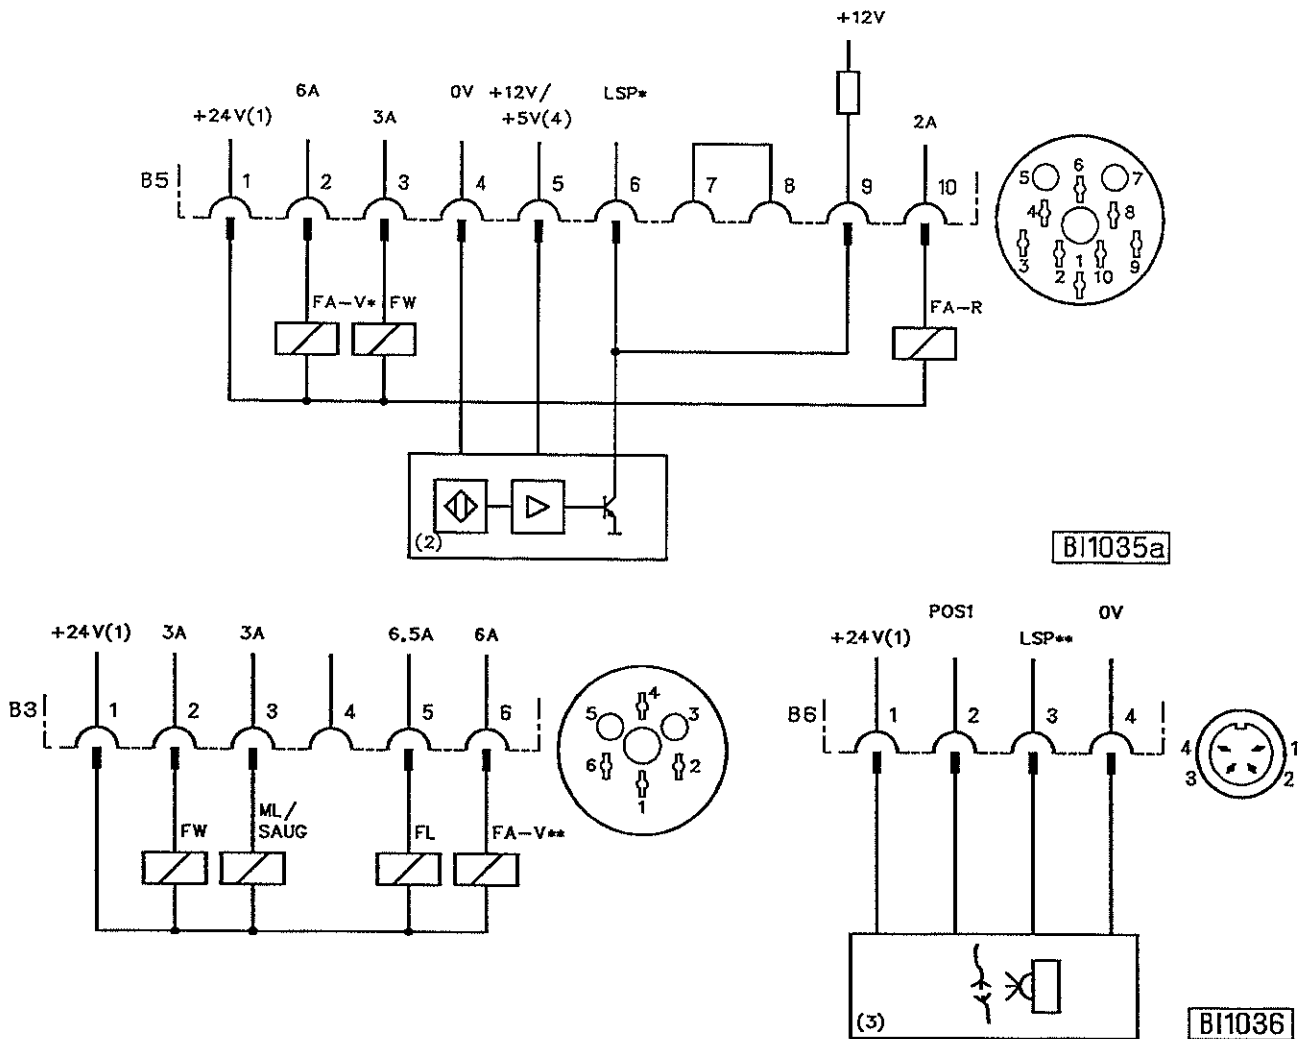 +12V
6A
0V +12V/ LSP*
+24V(1) 3A +5V(4) 2A
B5 1 2 3 4 5 6 7 8 9 10
5 6 7
4 8
3 2 1 10 9
FA-V* FW FA-R
(2)
BI1035a
+24V(1) 3A 3A 6.5A 6A
B3 1 2 3 4 5 6
4
5 3
6 2
1
FW ML/ FL FA-V**
SAUG
POS1 0V
+24V(1) LSP**
B6 1 2 3 4
4 1
3 2
(3)
BI1036